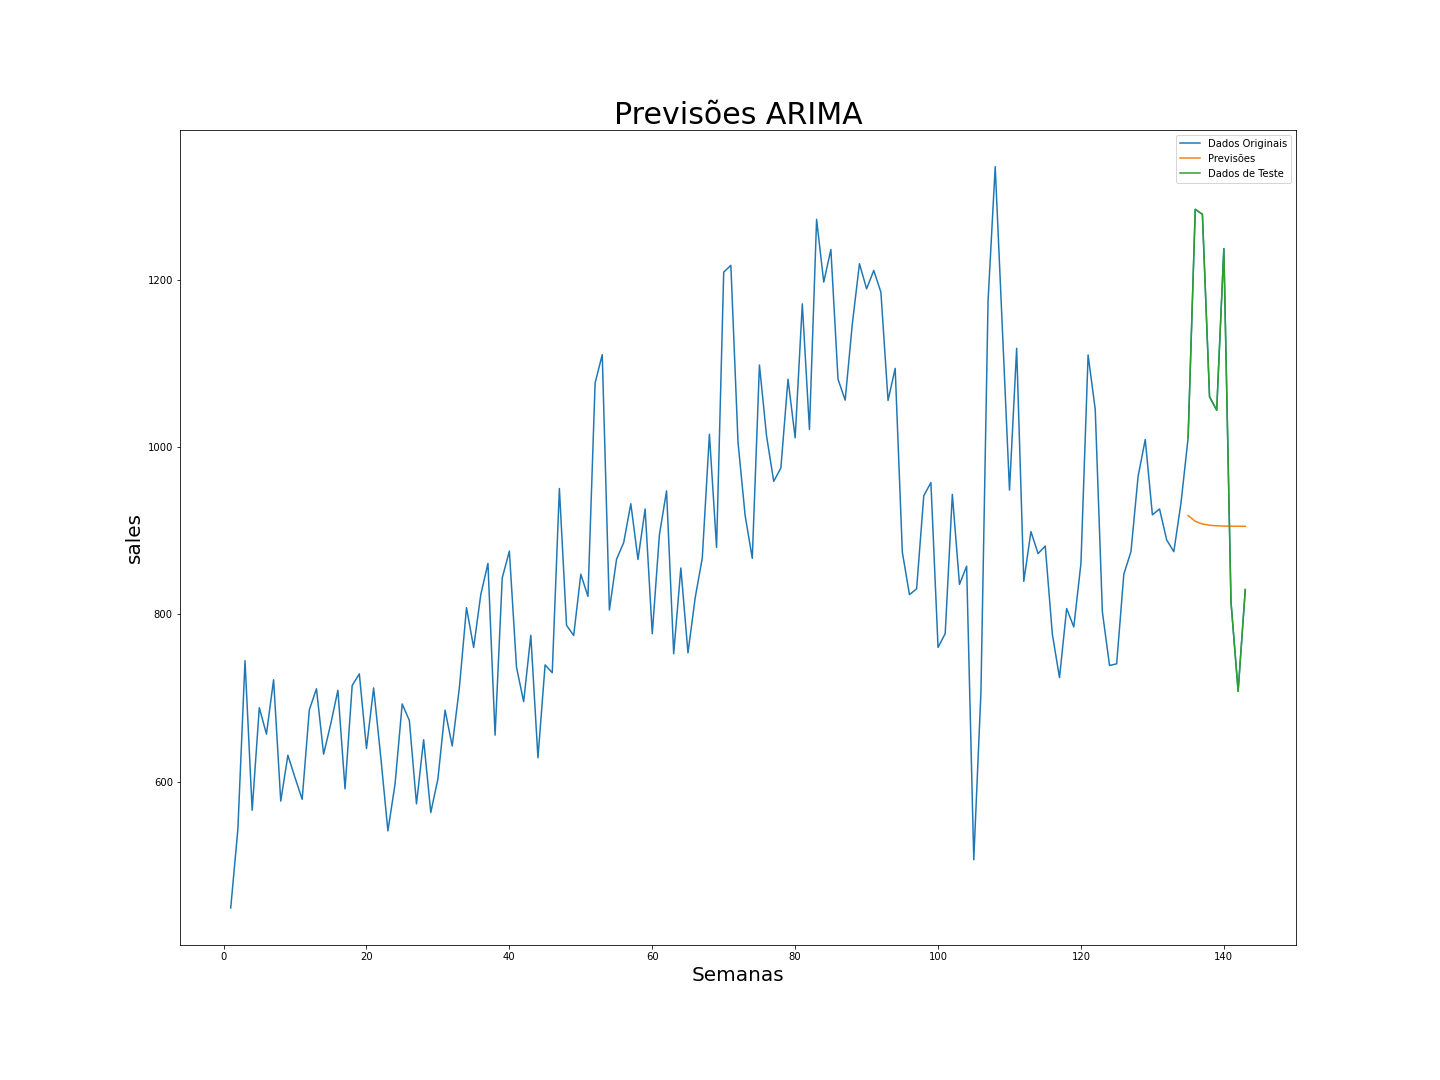 Previsões ARIMA
Dados Originais
Previsões
Dados de Teste
sales
1200
1000
800
600
0 20 40 60 80 100 120 140
Semanas